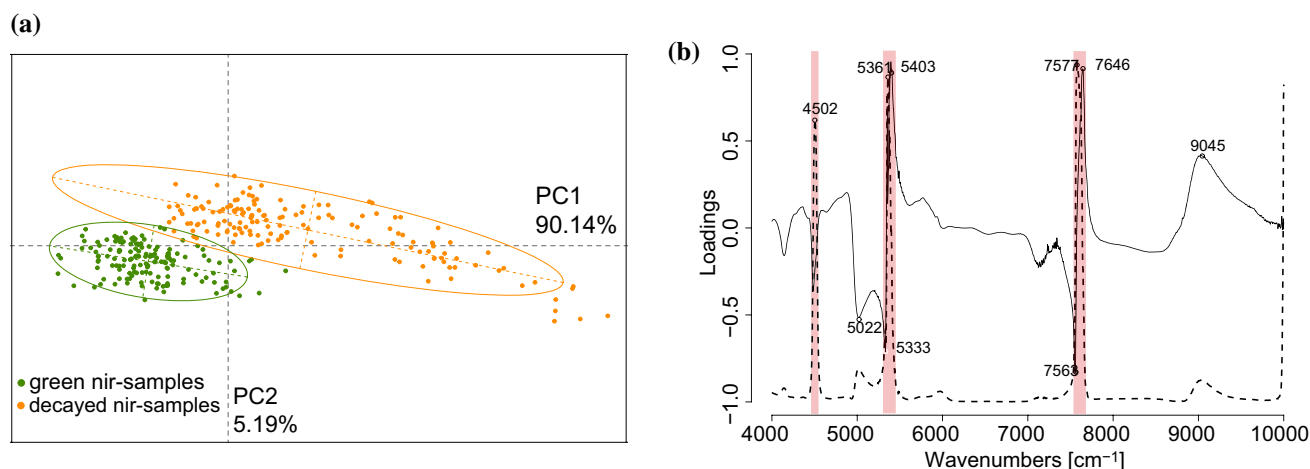 (a)
PC1
90.14%
green nir-samples
decayed nir-samples
PC2
5.19%
(b)
Loadings
1.0
0.5
0.0
−0.5
−1.0
4502
5361
5403
7577
7646
9045
5022
5333
7563
4000 5000 6000 7000 8000 9000 10000
Wavenumbers [cm⁻¹]